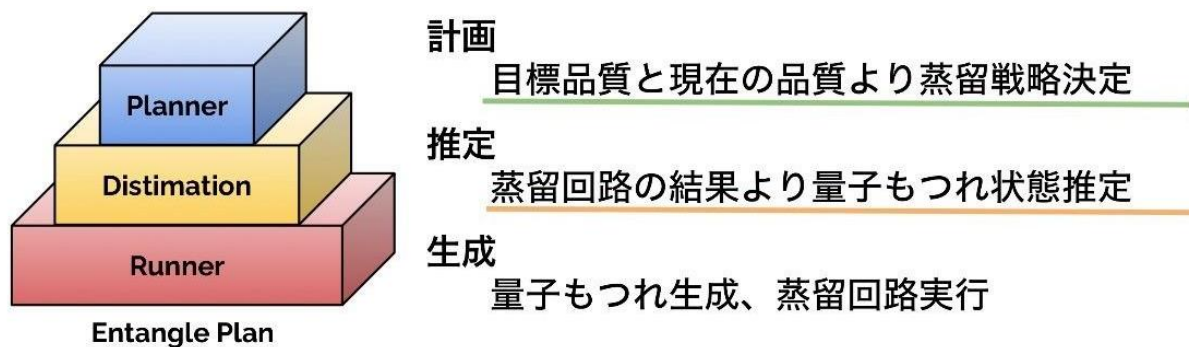 Planner
Distimation
Runner
Entangle Plan
計画
目標品質と現在の品質より蒸留戦略決定
推定
蒸留回路の結果より量子もつれ状態推定
生成
量子もつれ生成、蒸留回路実行